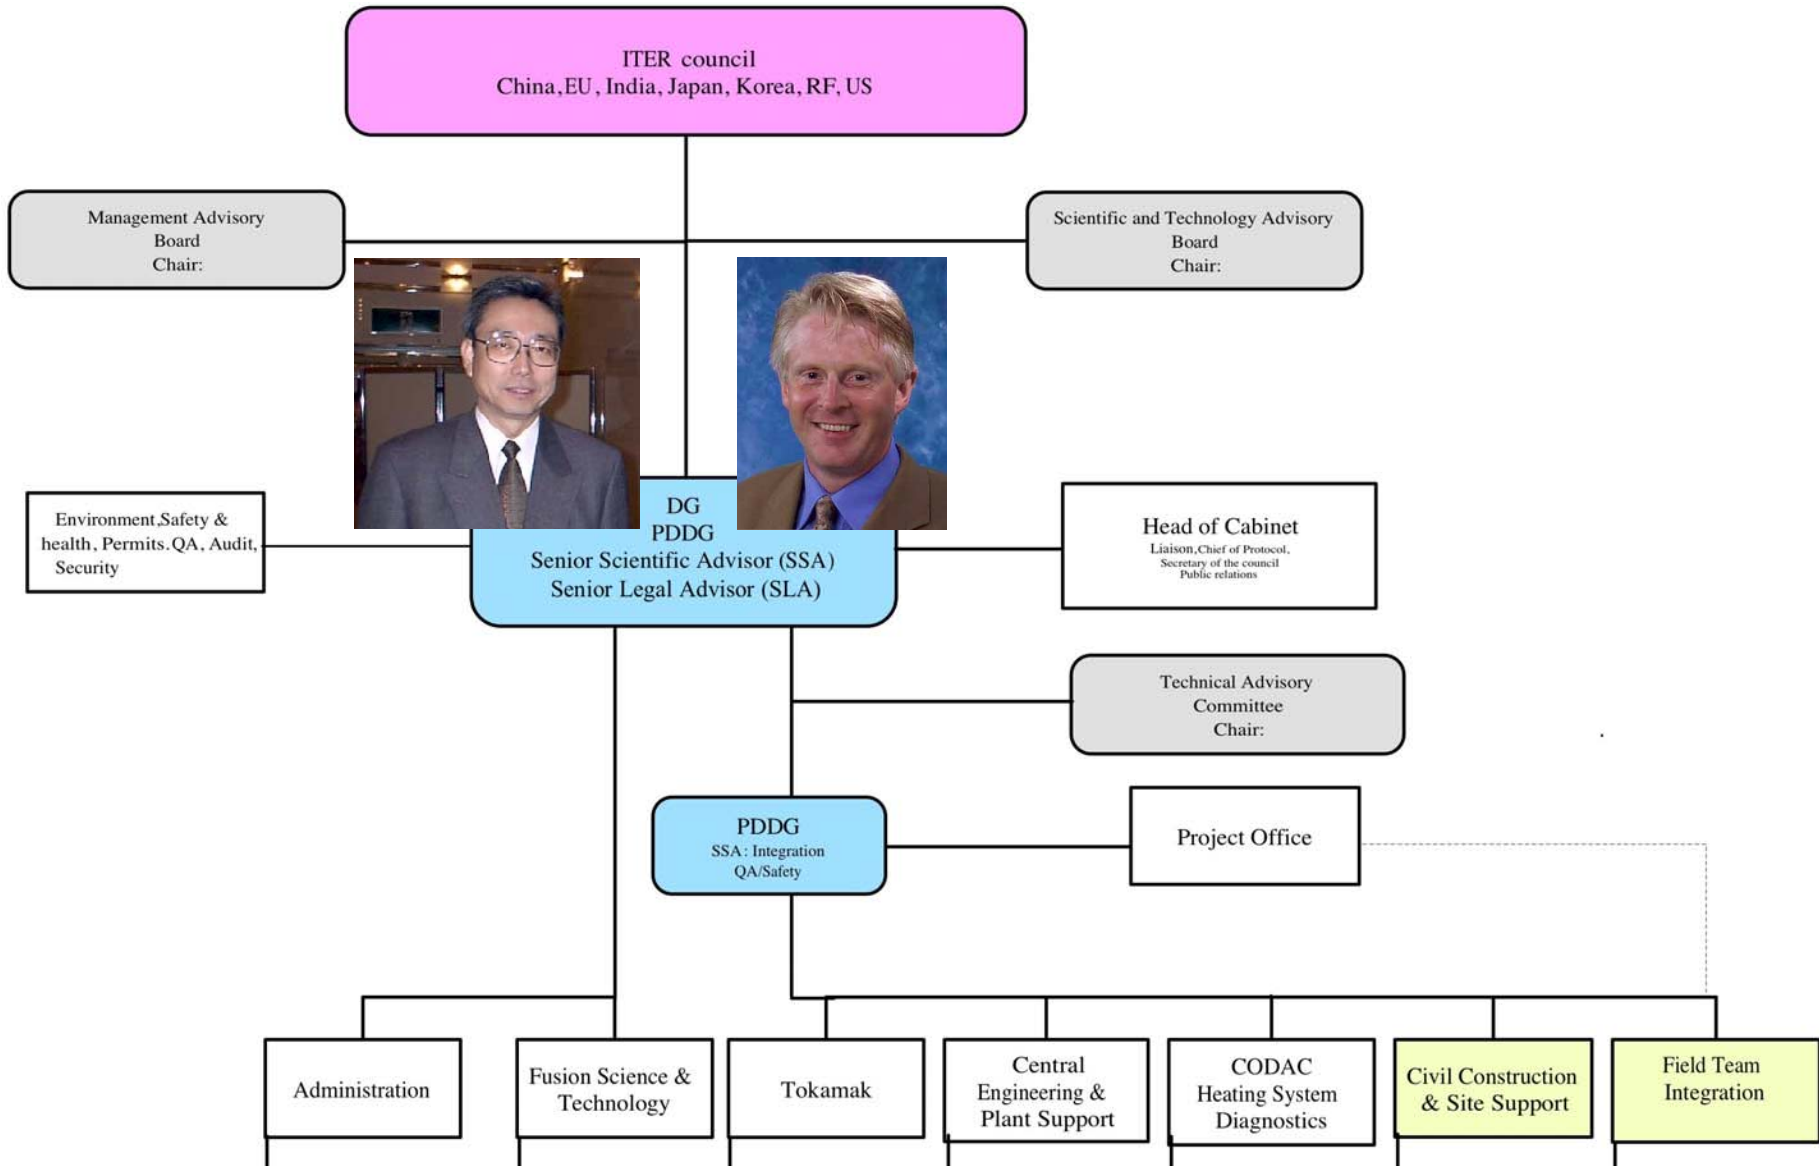 ITER council
China, EU, India, Japan, Korea, RF, US
Management Advisory
Board
Chair:
Scientific and Technology Advisory
Board
Chair:
Environment,Safety &
health, Permits. QA, Audit,
Security
DG
PDDG
Senior Scientific Advisor (SSA)
Senior Legal Advisor (SLA)
Head of Cabinet
Liaison, Chief of Protocol,
Secretary of the council
Public relations
Technical Advisory
Committee
Chair:
PDDG
SSA: Integration
QA/Safety
Project Office
Administration
Fusion Science &
Technology
Tokamak
Central
Engineering &
Plant Support
CODAC
Heating System
Diagnostics
Civil Construction
& Site Support
Field Team
Integration